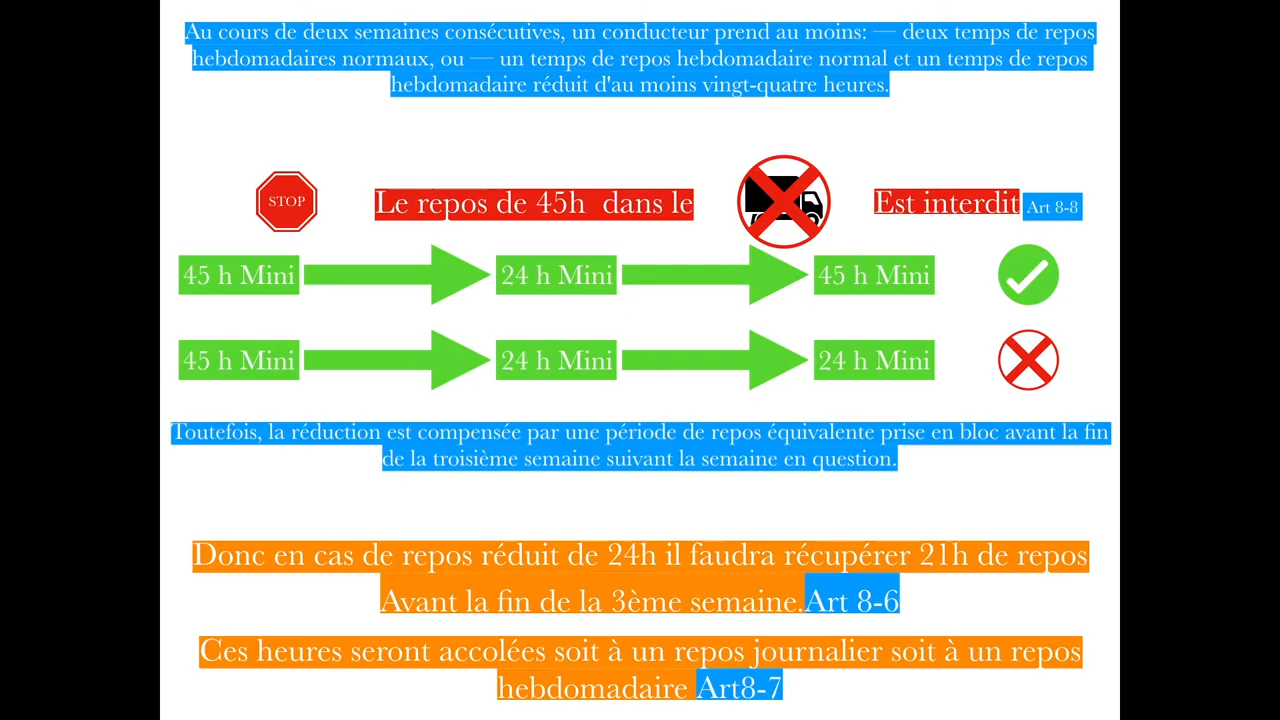 Au cours de deux semaines consécutives, un conducteur prend au moins: — deux temps de repos
hebdomadaires normaux, ou — un temps de repos hebdomadaire normal et un temps de repos
hebdomadaire réduit d'au moins vingt-quatre heures.
STOP Le repos de 45h dans le Est interdit Art 8-8
45 h Mini 24 h Mini 45 h Mini
45 h Mini 24 h Mini 24 h Mini
Toutefois, la réduction est compensée par une période de repos équivalente prise en bloc avant la fin
de la troisième semaine suivant la semaine en question.
Donc en cas de repos réduit de 24h il faudra récupérer 21h de repos
Avant la fin de la 3ème semaine.Art 8-6
Ces heures seront accolées soit à un repos journalier soit à un repos
hebdomadaire Art8-7